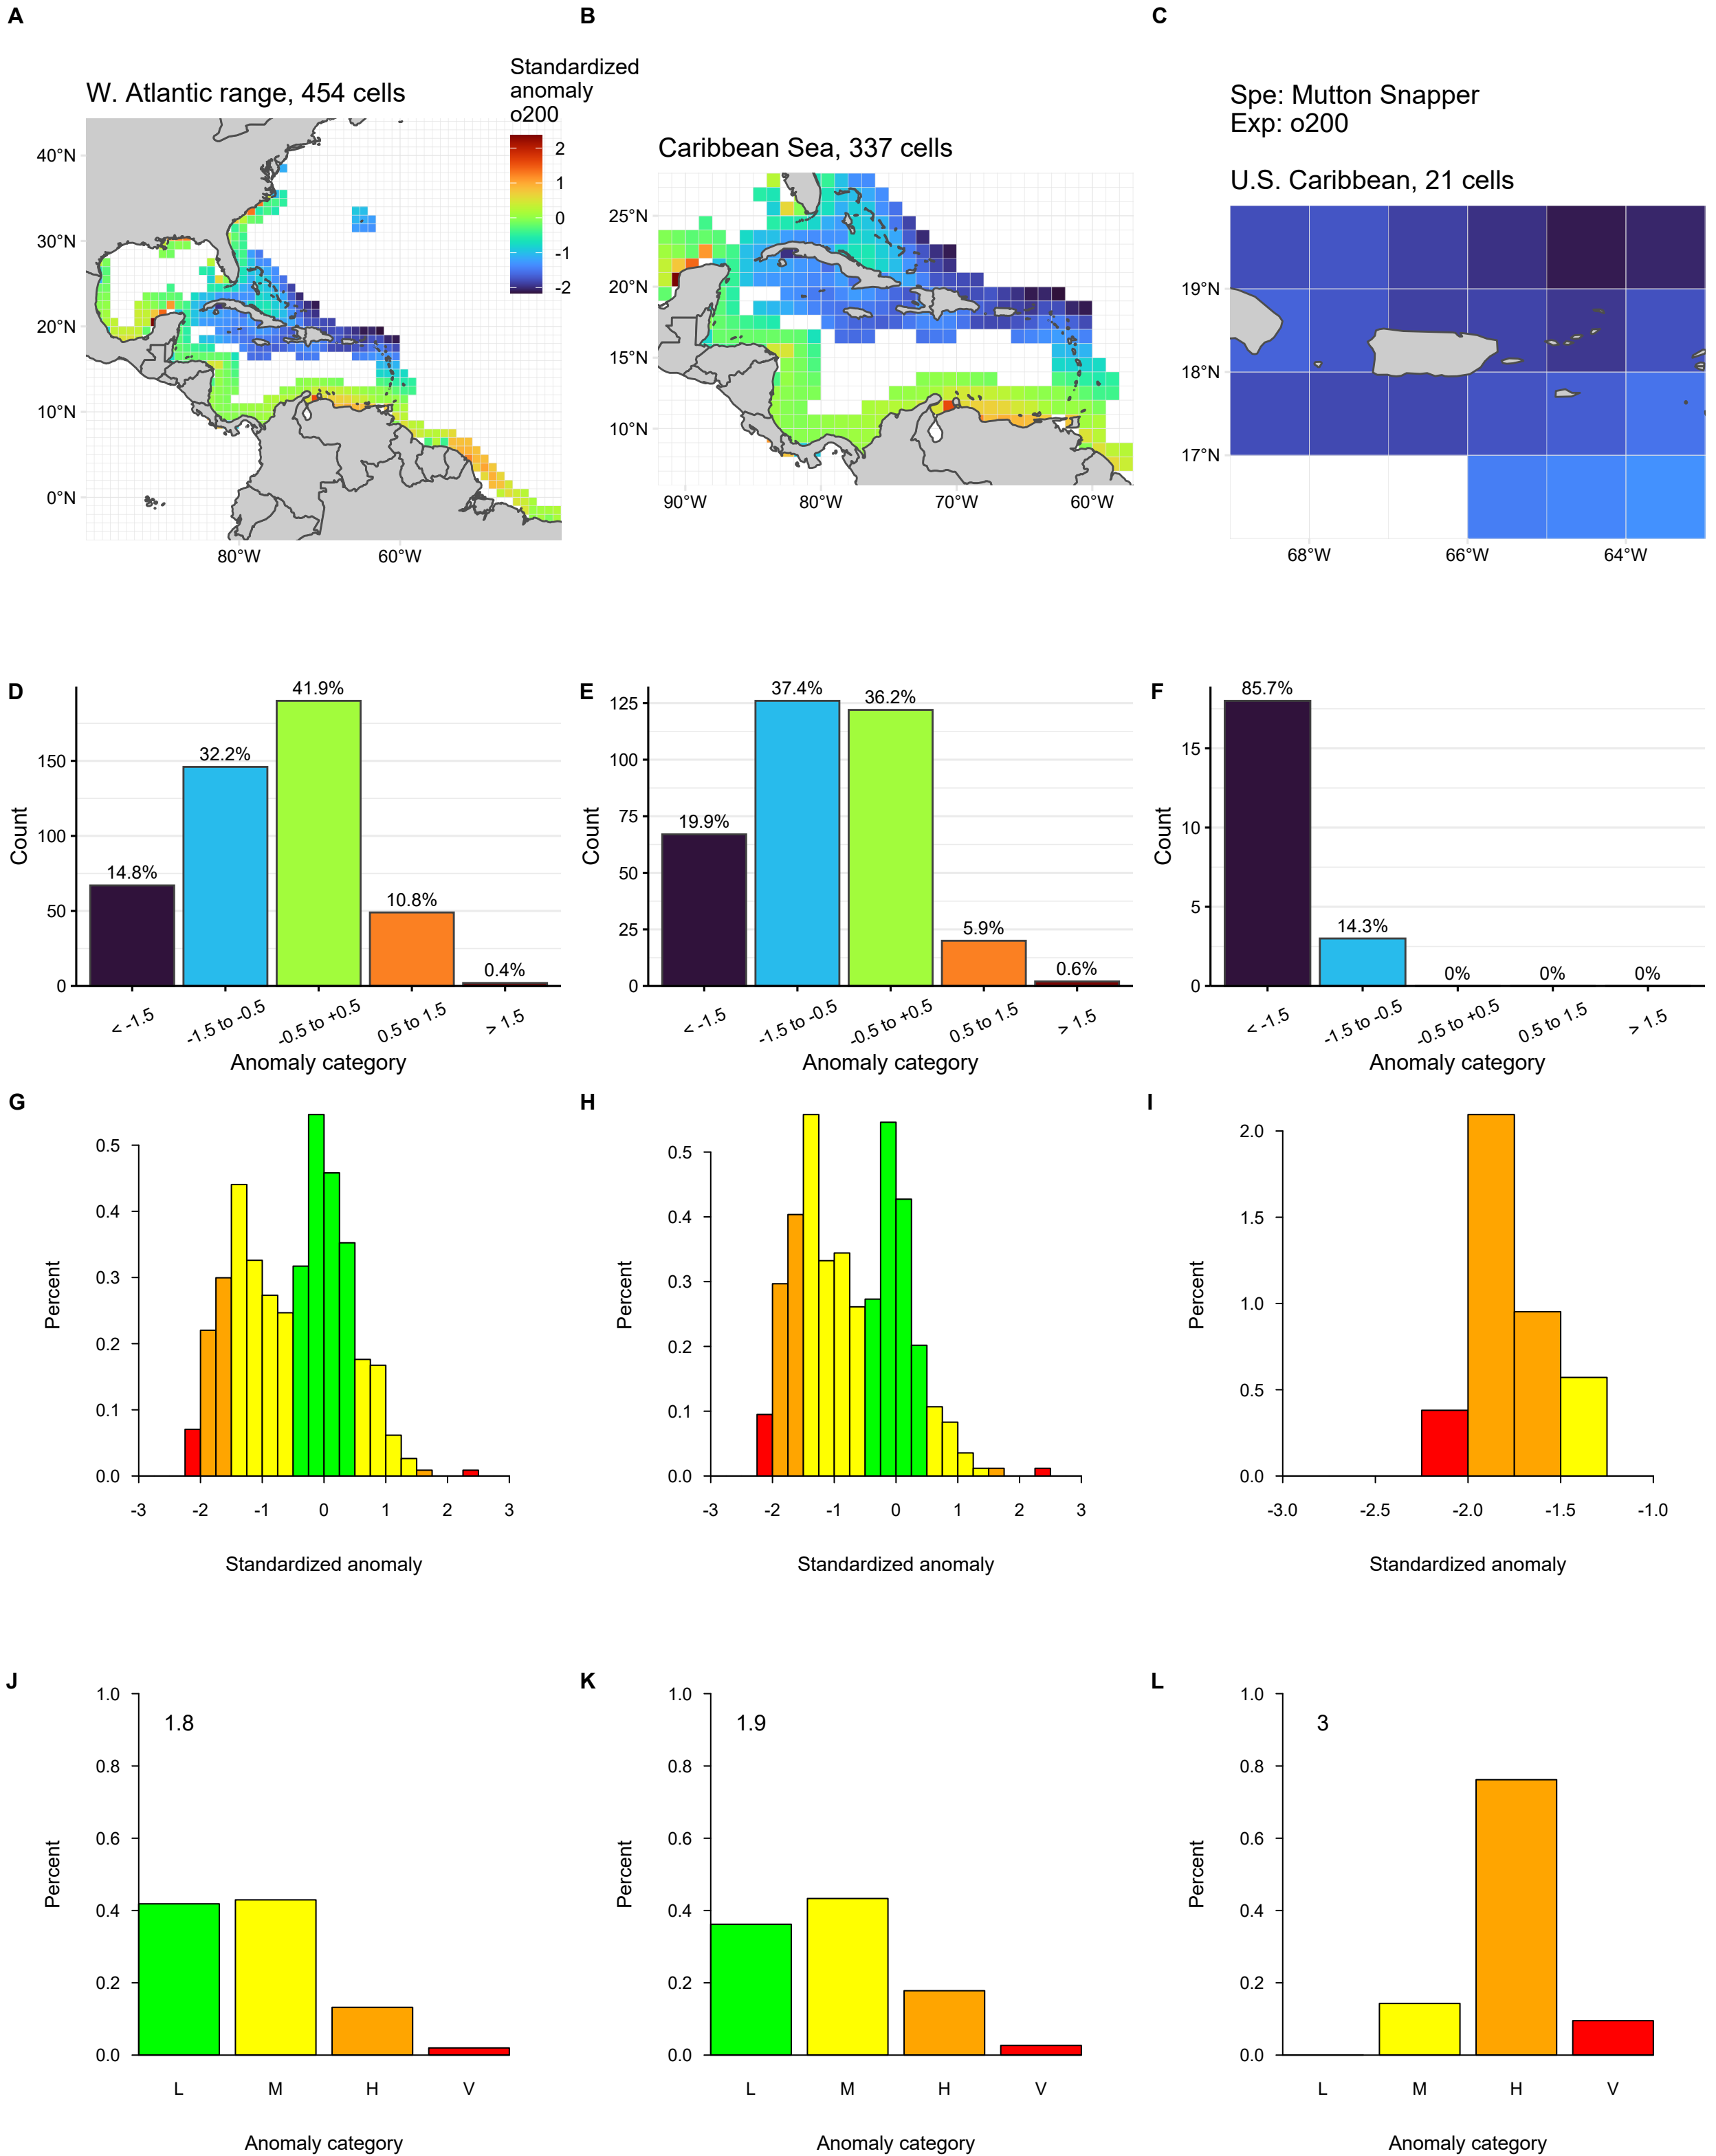 A
B
C
W. Atlantic range, 454 cells
Standardized
anomaly
o200
2
1
0
-1
-2
40°N
30°N
20°N
10°N
0°N
80°W
60°W
Caribbean Sea, 337 cells
25°N
20°N
15°N
10°N
90°W
80°W
70°W
60°W
Spe: Mutton Snapper
Exp: o200
U.S. Caribbean, 21 cells
19°N
18°N
17°N
68°W
66°W
64°W
D
Count
150
100
50
0
14.8%
32.2%
41.9%
10.8%
0.4%
< -1.5
-1.5 to -0.5
-0.5 to +0.5
0.5 to 1.5
> 1.5
Anomaly category
E
Count
125
100
75
50
25
0
19.9%
37.4%
36.2%
5.9%
0.6%
< -1.5
-1.5 to -0.5
-0.5 to +0.5
0.5 to 1.5
> 1.5
Anomaly category
F
Count
15
10
5
0
85.7%
14.3%
0%
0%
0%
< -1.5
-1.5 to -0.5
-0.5 to +0.5
0.5 to 1.5
> 1.5
Anomaly category
G
Percent
0.5
0.4
0.3
0.2
0.1
0.0
-3 -2 -1 0 1 2 3
Standardized anomaly
H
Percent
0.5
0.4
0.3
0.2
0.1
0.0
-3 -2 -1 0 1 2 3
Standardized anomaly
I
Percent
2.0
1.5
1.0
0.5
0.0
-3.0 -2.5 -2.0 -1.5 -1.0
Standardized anomaly
J
1.8
Percent
1.0
0.8
0.6
0.4
0.2
0.0
L M H V
Anomaly category
K
1.9
Percent
1.0
0.8
0.6
0.4
0.2
0.0
L M H V
Anomaly category
L
3
Percent
1.0
0.8
0.6
0.4
0.2
0.0
L M H V
Anomaly category